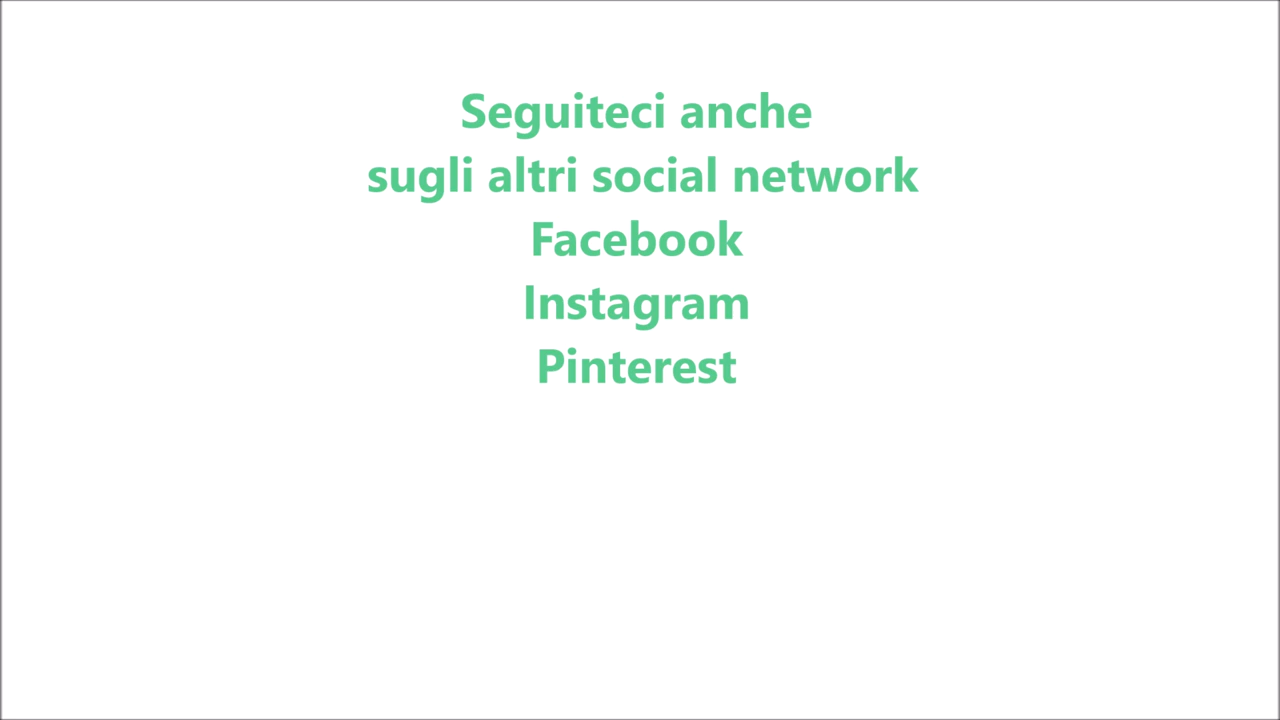 Seguiteci anche
sugli altri social network
Facebook
Instagram
Pinterest